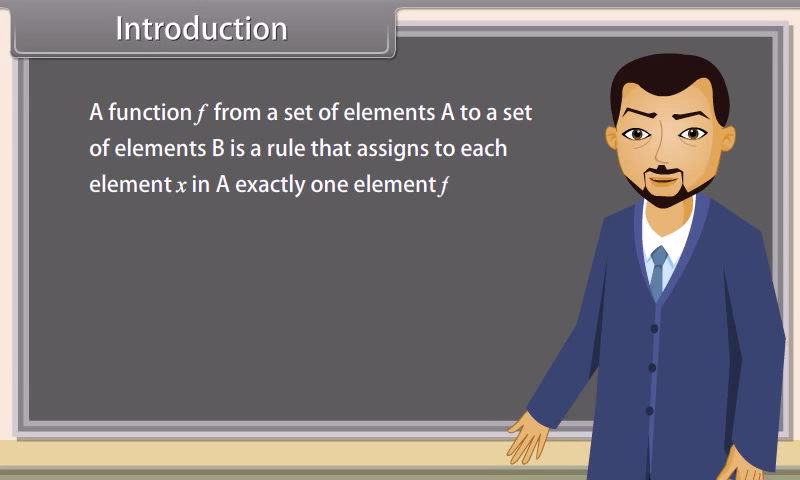 Introduction
A function f from a set of elements A to a set
of elements B is a rule that assigns to each
element x in A exactly one element f